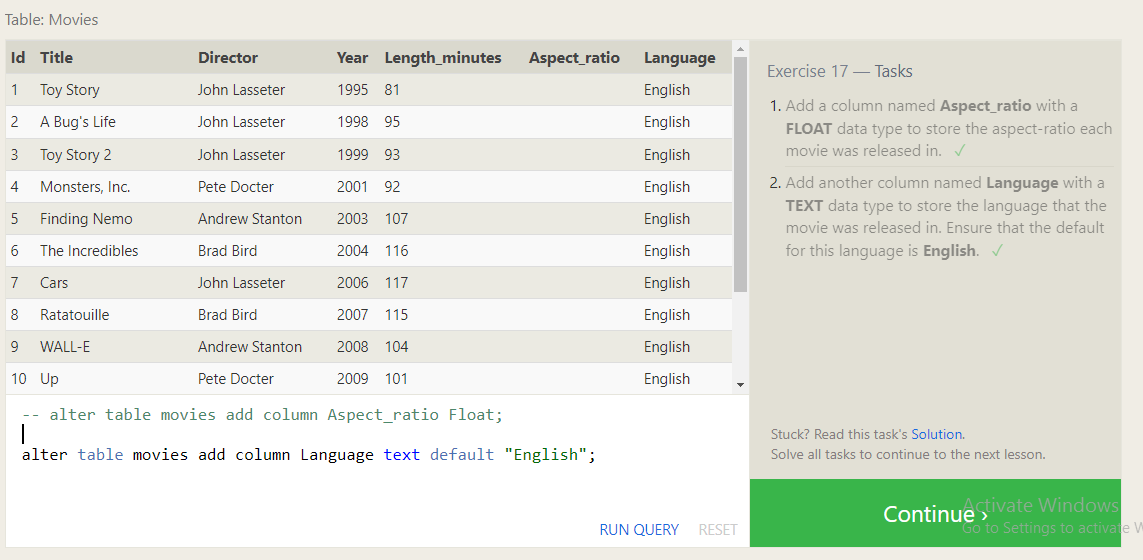 Table: Movies
Id Title Director Year Length_minutes Aspect_ratio Language
1 Toy Story John Lasseter 1995 81 English
2 A Bug's Life John Lasseter 1998 95 English
3 Toy Story 2 John Lasseter 1999 93 English
4 Monsters, Inc. Pete Docter 2001 92 English
5 Finding Nemo Andrew Stanton 2003 107 English
6 The Incredibles Brad Bird 2004 116 English
7 Cars John Lasseter 2006 117 English
8 Ratatouille Brad Bird 2007 115 English
9 WALL-E Andrew Stanton 2008 104 English
10 Up Pete Docter 2009 101 English
-- alter table movies add column Aspect_ratio Float;
alter table movies add column Language text default "English";
RUN QUERY RESET
Exercise 17 — Tasks
1. Add a column named Aspect_ratio with a
FLOAT data type to store the aspect-ratio each
movie was released in. ✓
2. Add another column named Language with a
TEXT data type to store the language that the
movie was released in. Ensure that the default
for this language is English. ✓
Stuck? Read this task's Solution.
Solve all tasks to continue to the next lesson.
Continue ›
Activate Windows
Go to Settings to activate W